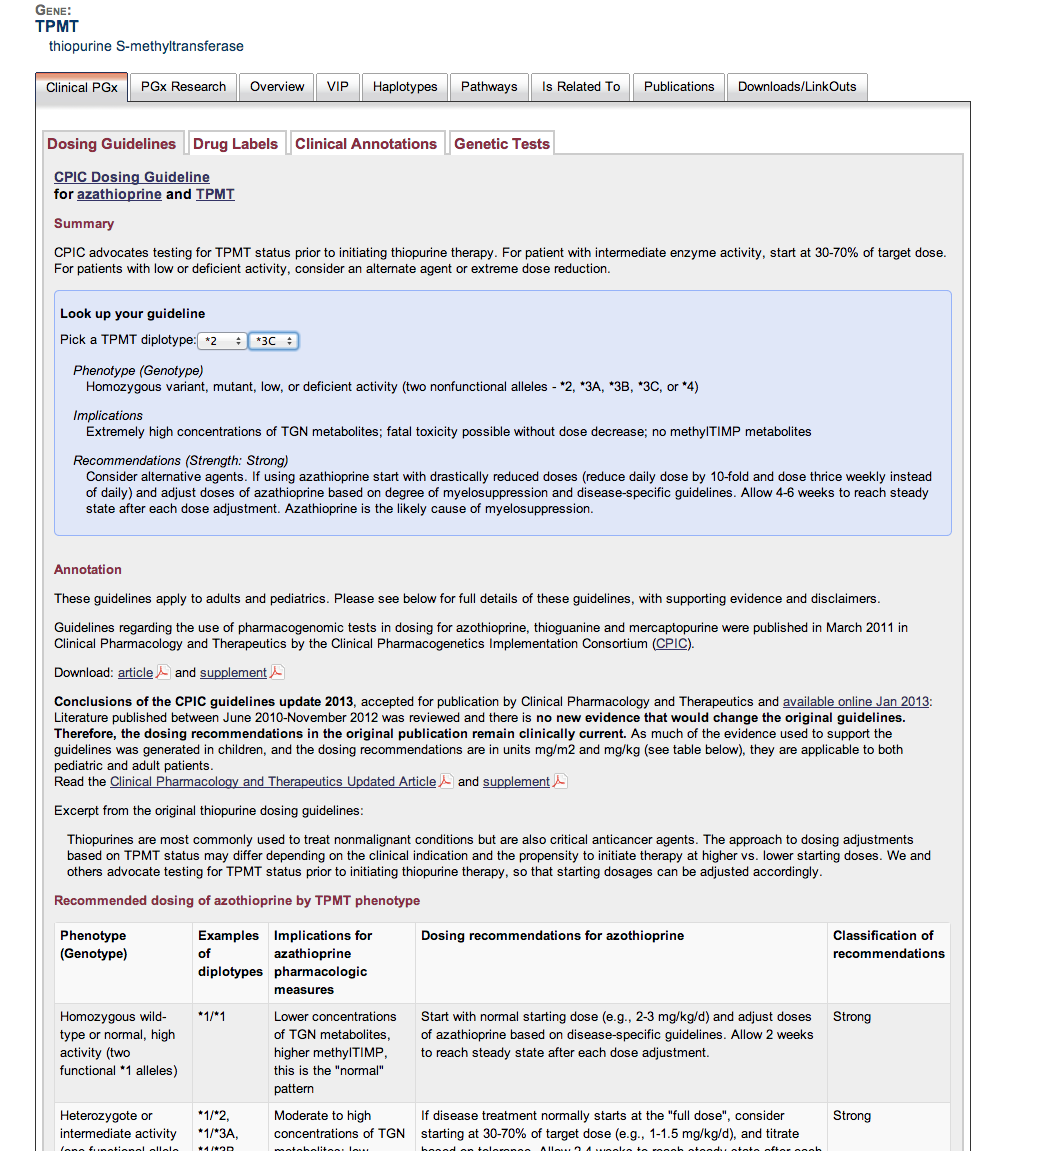 GENE:
TPMT
thiopurine S-methyltransferase
Clinical PGx PGx Research Overview VIP Haplotypes Pathways Is Related To Publications Downloads/LinkOuts
Dosing Guidelines Drug Labels Clinical Annotations Genetic Tests
CPIC Dosing Guideline
for azathioprine and TPMT
Summary
CPIC advocates testing for TPMT status prior to initiating thiopurine therapy. For patient with intermediate enzyme activity, start at 30-70% of target dose.
For patients with low or deficient activity, consider an alternate agent or extreme dose reduction.
Look up your guideline
Pick a TPMT diplotype: *2 *3C
Phenotype (Genotype)
Homozygous variant, mutant, low, or deficient activity (two nonfunctional alleles - *2, *3A, *3B, *3C, or *4)
Implications
Extremely high concentrations of TGN metabolites; fatal toxicity possible without dose decrease; no methylTIMP metabolites
Recommendations (Strength: Strong)
Consider alternative agents. If using azathioprine start with drastically reduced doses (reduce daily dose by 10-fold and dose thrice weekly instead
of daily) and adjust doses of azathioprine based on degree of myelosuppression and disease-specific guidelines. Allow 4-6 weeks to reach steady
state after each dose adjustment. Azathioprine is the likely cause of myelosuppression.
Annotation
These guidelines apply to adults and pediatrics. Please see below for full details of these guidelines, with supporting evidence and disclaimers.
Guidelines regarding the use of pharmacogenomic tests in dosing for azothioprine, thioguanine and mercaptopurine were published in March 2011 in
Clinical Pharmacology and Therapeutics by the Clinical Pharmacogenetics Implementation Consortium (CPIC).
Download: article and supplement
Conclusions of the CPIC guidelines update 2013, accepted for publication by Clinical Pharmacology and Therapeutics and available online Jan 2013:
Literature published between June 2010-November 2012 was reviewed and there is no new evidence that would change the original guidelines.
Therefore, the dosing recommendations in the original publication remain clinically current. As much of the evidence used to support the
guidelines was generated in children, and the dosing recommendations are in units mg/m2 and mg/kg (see table below), they are applicable to both
pediatric and adult patients.
Read the Clinical Pharmacology and Therapeutics Updated Article and supplement
Excerpt from the original thiopurine dosing guidelines:
Thiopurines are most commonly used to treat nonmalignant conditions but are also critical anticancer agents. The approach to dosing adjustments
based on TPMT status may differ depending on the clinical indication and the propensity to initiate therapy at higher vs. lower starting doses. We and
others advocate testing for TPMT status prior to initiating thiopurine therapy, so that starting dosages can be adjusted accordingly.
Recommended dosing of azothioprine by TPMT phenotype
Phenotype
(Genotype)
Examples
of
diplotypes
Implications for
azathioprine
pharmacologic
measures
Dosing recommendations for azothioprine
Classification of
recommendations
Homozygous wild-
type or normal, high
activity (two
functional *1 alleles)
*1/*1
Lower concentrations
of TGN metabolites,
higher methylTIMP,
this is the "normal"
pattern
Start with normal starting dose (e.g., 2-3 mg/kg/d) and adjust doses
of azathioprine based on disease-specific guidelines. Allow 2 weeks
to reach steady state after each dose adjustment.
Strong
Heterozygote or
intermediate activity
(one functional allele
*1/*2,
*1/*3A,
*1/*3B
Moderate to high
concentrations of TGN
metabolites; low
If disease treatment normally starts at the "full dose", consider
starting at 30-70% of target dose (e.g., 1-1.5 mg/kg/d), and titrate
based on tolerance. Allow 2-4 weeks to reach steady state after each
Strong